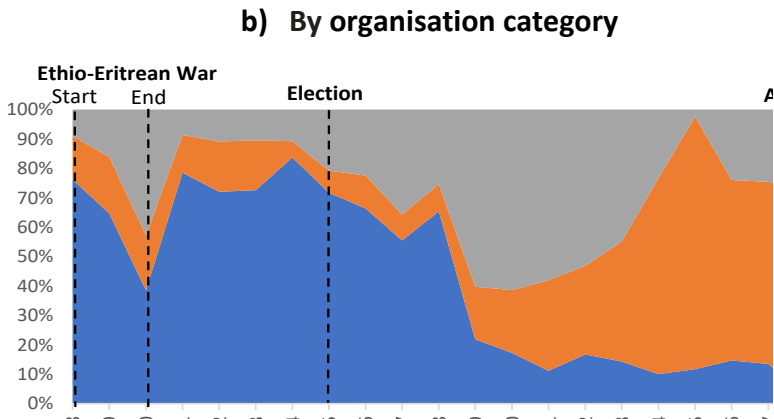 b) By organisation category
Ethio-Eritrean War
Start
End
Election
A
100%
90%
80%
70%
60%
50%
40%
30%
20%
10%
0%